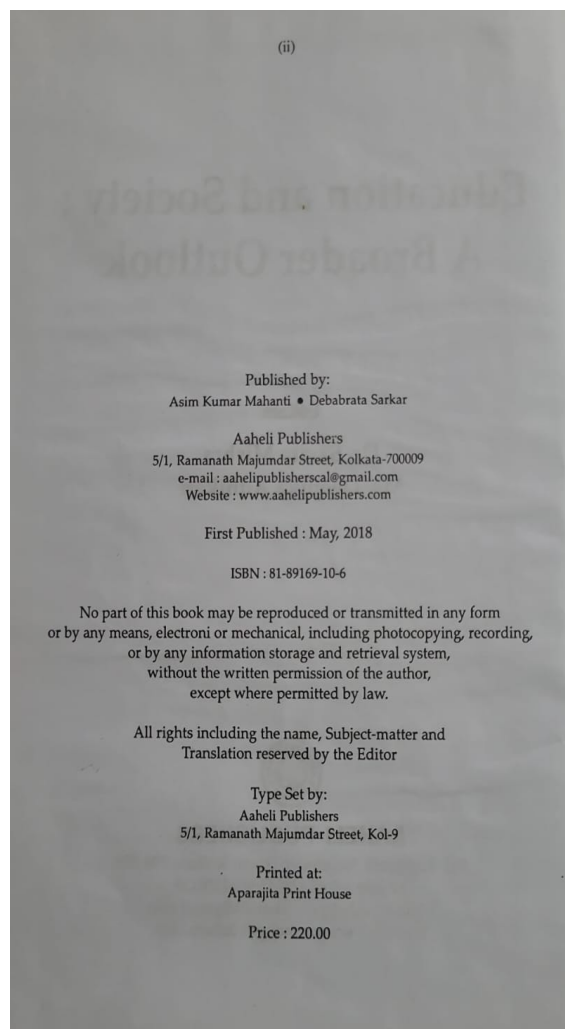 (ii)
Education and Society :
A Broader Outlook
Published by:
Asim Kumar Mahanti ● Debabrata Sarkar
Aaheli Publishers
5/1, Ramanath Majumdar Street, Kolkata-700009
e-mail : aahelipublisherscal@gmail.com
Website : www.aahelipublishers.com
First Published : May, 2018
ISBN : 81-89169-10-6
No part of this book may be reproduced or transmitted in any form
or by any means, electroni or mechanical, including photocopying, recording,
or by any information storage and retrieval system,
without the written permission of the author,
except where permitted by law.
All rights including the name, Subject-matter and
Translation reserved by the Editor
Type Set by:
Aaheli Publishers
5/1, Ramanath Majumdar Street, Kol-9
Printed at:
Aparajita Print House
Price : 220.00